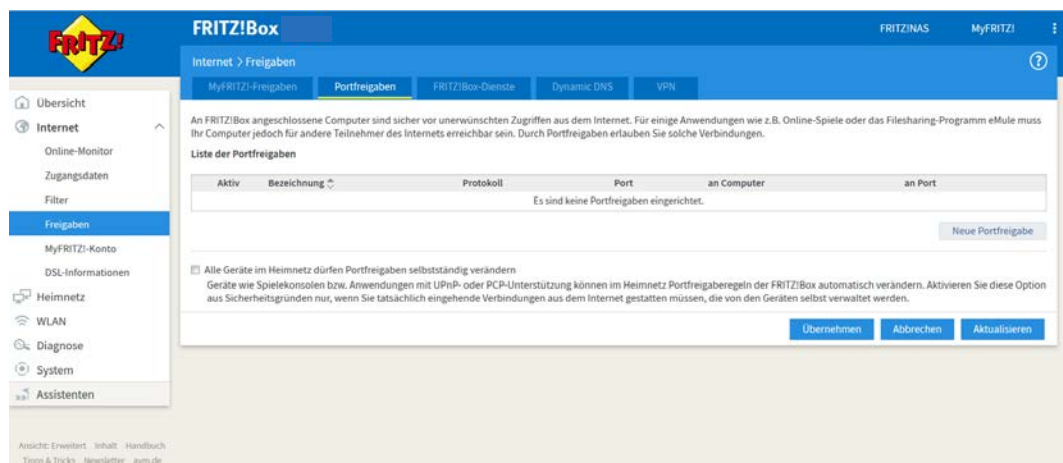 FRITZ!
FRITZ!Box
FRITZ!NAS
MyFRITZ!
Internet > Freigaben
?
MyFRITZ!-Freigaben
Portfreigaben
FRITZ!Box-Dienste
Dynamic DNS
VPN
Übersicht
Internet
Online-Monitor
Zugangsdaten
Filter
Freigaben
MyFRITZ!-Konto
DSL-Informationen
Heimnetz
WLAN
Diagnose
System
Assistenten
Ansicht: Erweitert Inhalt Handbuch
Tipps & Tricks Newsletter avm.de
An FRITZ!Box angeschlossene Computer sind sicher vor unerwünschten Zugriffen aus dem Internet. Für einige Anwendungen wie z.B. Online-Spiele oder das Filesharing-Programm eMule muss
Ihr Computer jedoch für andere Teilnehmer des Internets erreichbar sein. Durch Portfreigaben erlauben Sie solche Verbindungen.
Liste der Portfreigaben
Aktiv Bezeichnung Protokoll Port an Computer an Port
Es sind keine Portfreigaben eingerichtet.
Neue Portfreigabe
Alle Geräte im Heimnetz dürfen Portfreigaben selbstständig verändern
Geräte wie Spielekonsolen bzw. Anwendungen mit UPnP- oder PCP-Unterstützung können im Heimnetz Portfreigaberegeln der FRITZ!Box automatisch verändern. Aktivieren Sie diese Option
aus Sicherheitsgründen nur, wenn Sie tatsächlich eingehende Verbindungen aus dem Internet gestatten müssen, die von den Geräten selbst verwaltet werden.
Übernehmen
Abbrechen
Aktualisieren